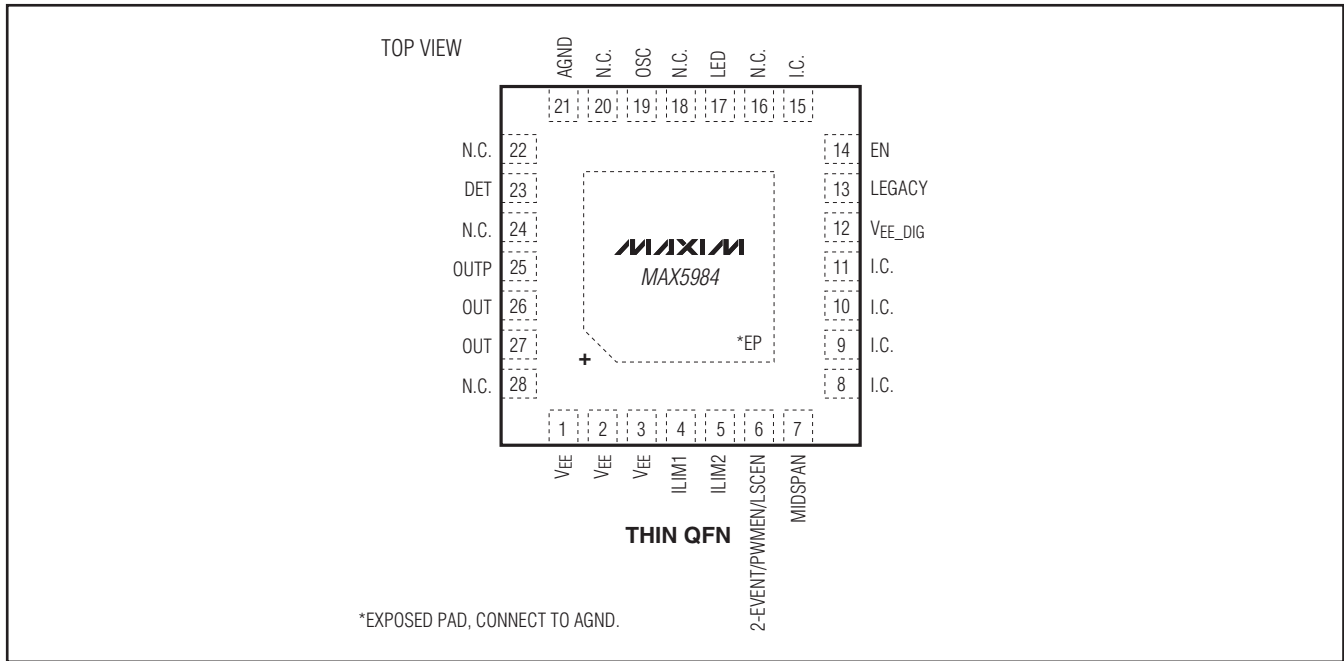 TOP VIEW
AGND
N.C.
OSC
N.C.
LED
N.C.
I.C.
21 20 19 18 17 16 15
N.C. 22
DET 23
N.C. 24
OUTP 25
OUT 26
OUT 27
N.C. 28
14 EN
13 LEGACY
12 VEE_DIG
11 I.C.
10 I.C.
9 I.C.
8 I.C.
MAXIM
MAX5984
*EP
+
1 2 3 4 5 6 7
VEE
VEE
VEE
ILIM1
ILIM2
2-EVENT/PWMEN/LSCEN
MIDSPAN
THIN QFN
*EXPOSED PAD, CONNECT TO AGND.